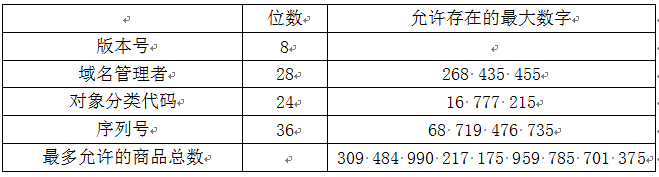 位数 允许存在的最大数字
版本号 8
域名管理者 28 268 435 455
对象分类代码 24 16 777 215
序列号 36 68 719 476 735
最多允许的商品总数 309 484 990 217 175 959 785 701 375